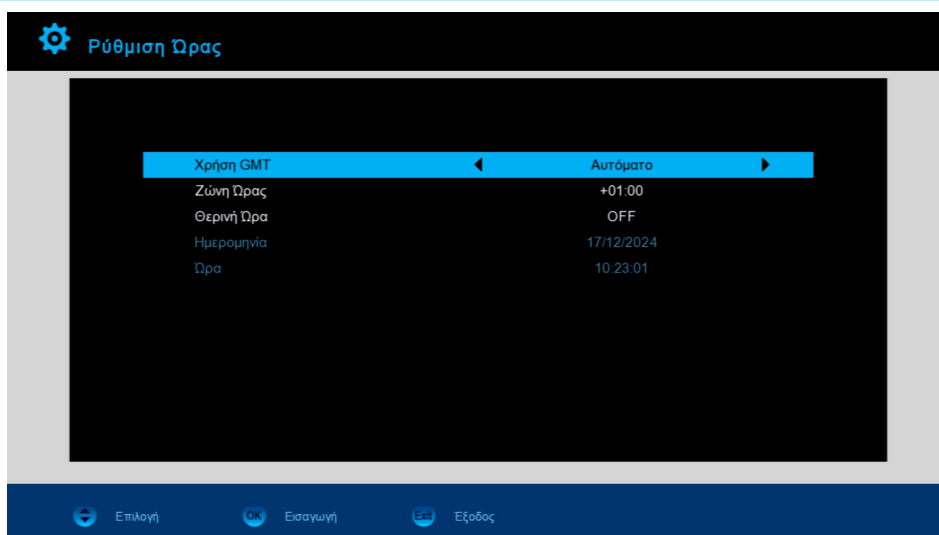 Ρύθμιση Ώρας
Χρήση GMT Αυτόματο
Ζώνη Ώρας +01:00
Θερινή Ώρα OFF
Ημερομηνία 17/12/2024
Ώρα 10:23:01
Επιλογή OK Εισαγωγή Exit Έξοδος